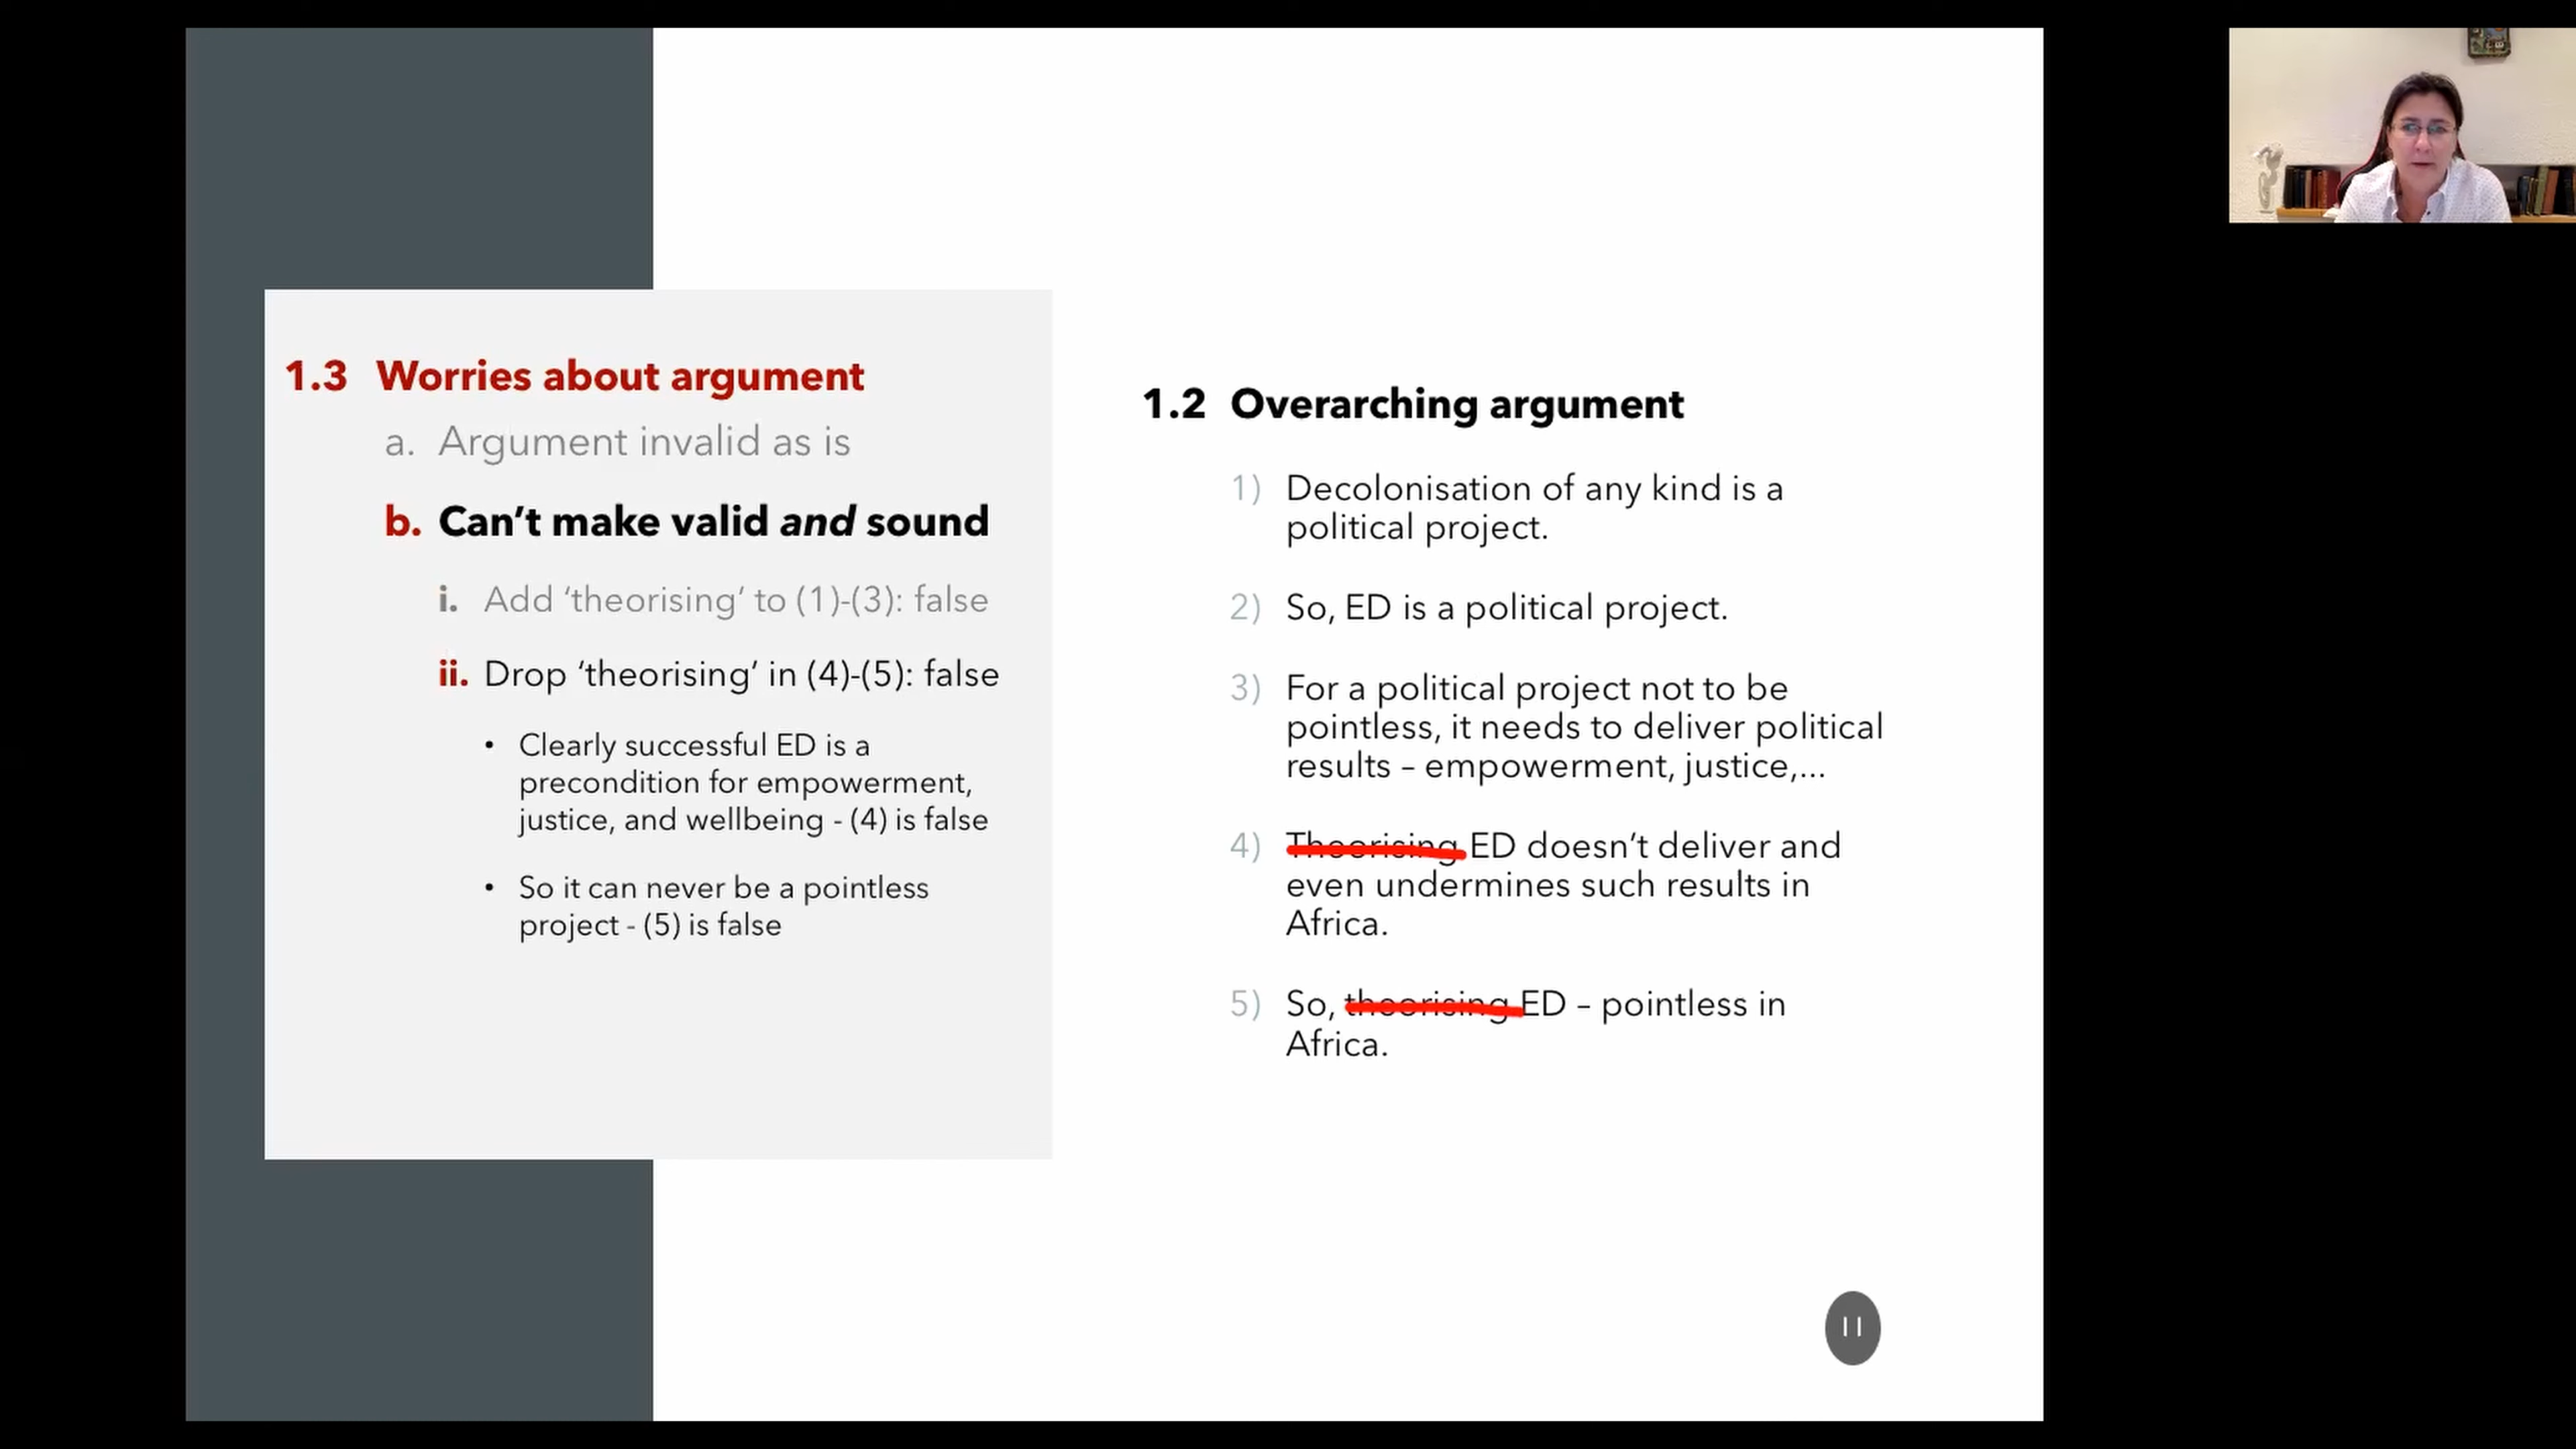 1.3 Worries about argument
a. Argument invalid as is
b. Can't make valid and sound
i. Add 'theorising' to (1)-(3): false
ii. Drop 'theorising' in (4)-(5): false
• Clearly successful ED is a
precondition for empowerment,
justice, and wellbeing - (4) is false
• So it can never be a pointless
project - (5) is false
1.2 Overarching argument
1) Decolonisation of any kind is a
political project.
2) So, ED is a political project.
3) For a political project not to be
pointless, it needs to deliver political
results – empowerment, justice,...
4) Theorising ED doesn't deliver and
even undermines such results in
Africa.
5) So, theorising ED – pointless in
Africa.
11